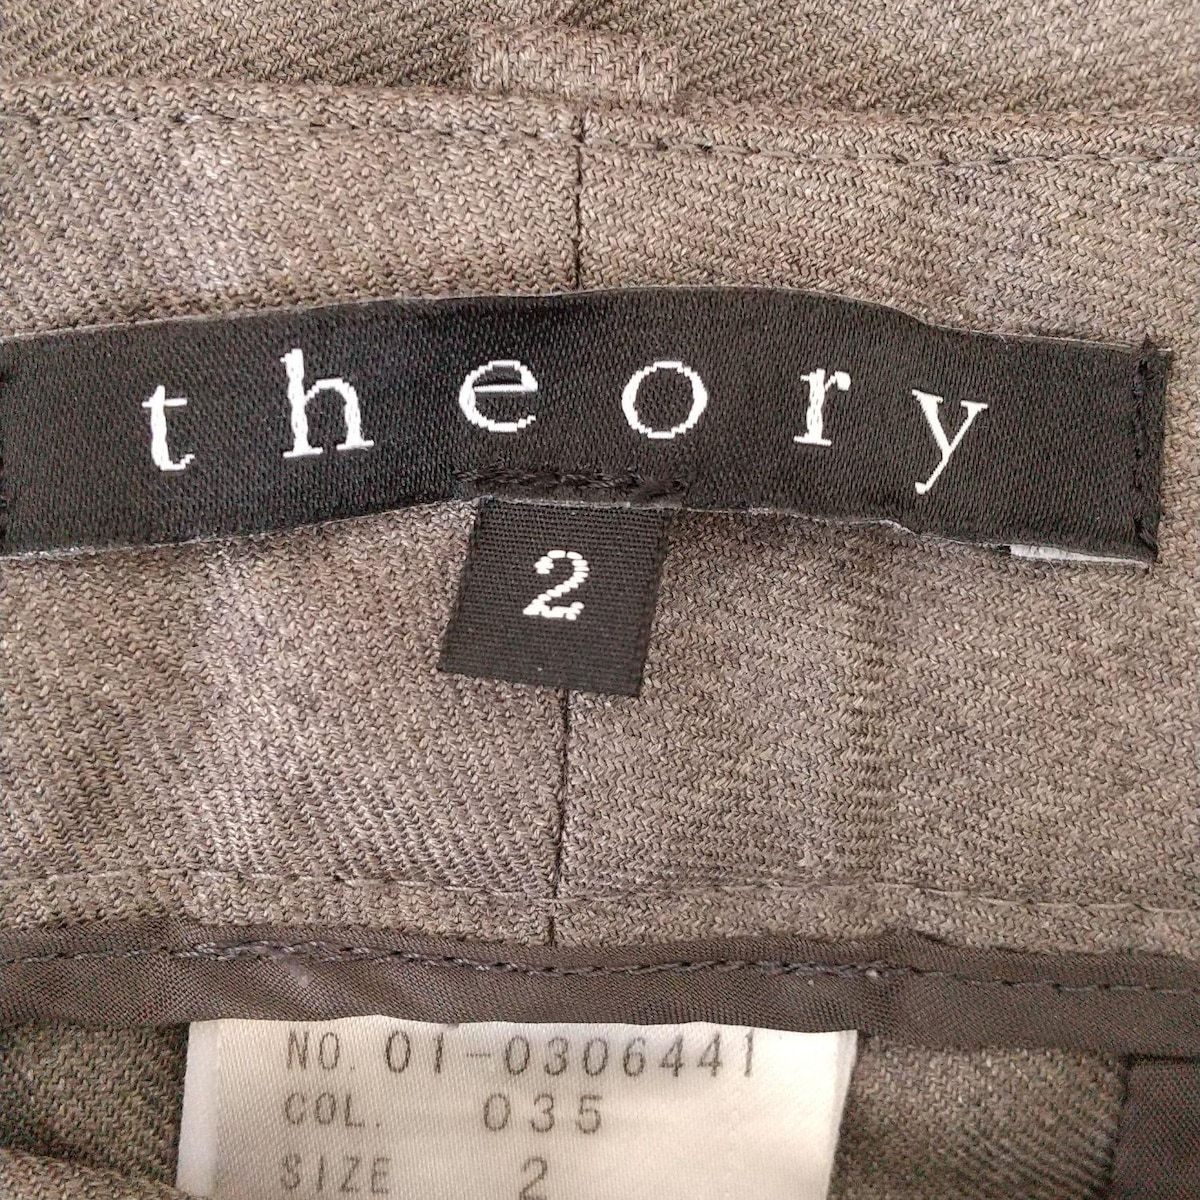 theory
2
NO. 01-0306441
COL. 035
SIZE 2